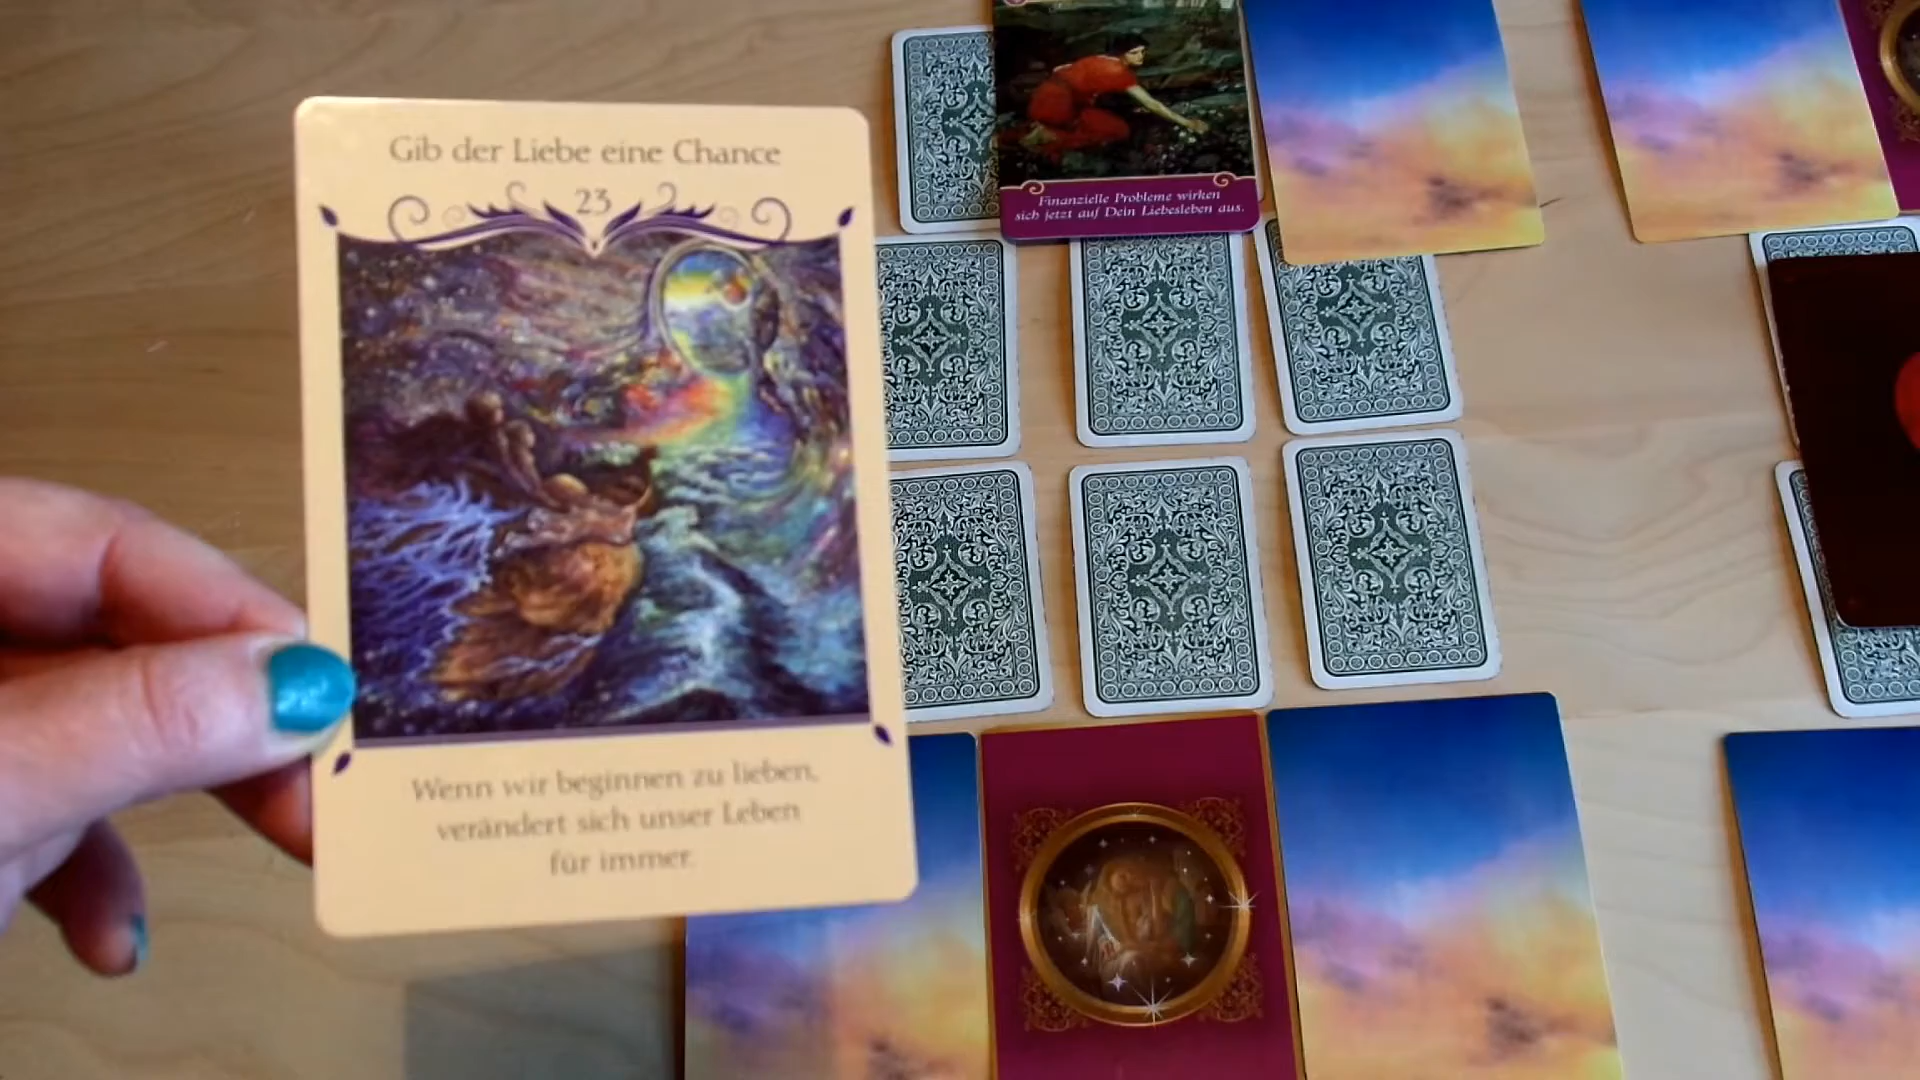 Gib der Liebe eine Chance
23
Wenn wir beginnen zu lieben,
verändert sich unser Leben
für immer.
Finanzielle Probleme wirken
sich jetzt auf Dein Liebesleben aus.